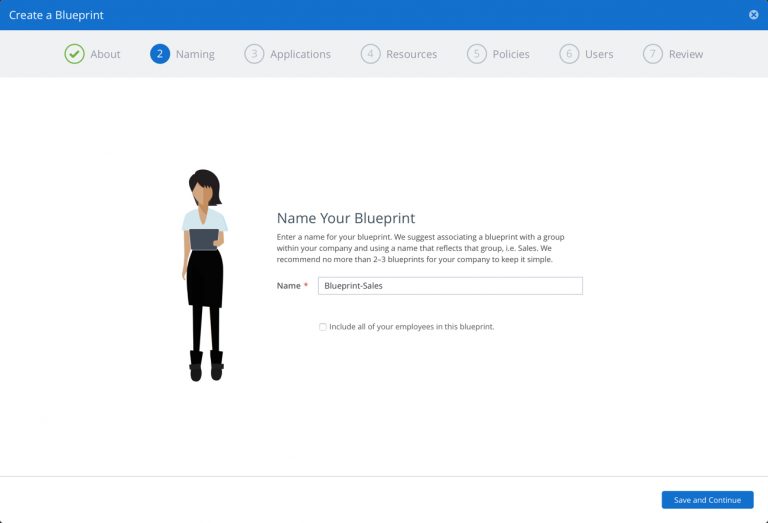 Create a Blueprint
About
2 Naming
3 Applications
4 Resources
5 Policies
6 Users
7 Review
Name Your Blueprint
Enter a name for your blueprint. We suggest associating a blueprint with a group
within your company and using a name that reflects that group, i.e. Sales. We
recommend no more than 2–3 blueprints for your company to keep it simple.
Name * Blueprint-Sales
Include all of your employees in this blueprint.
Save and Continue